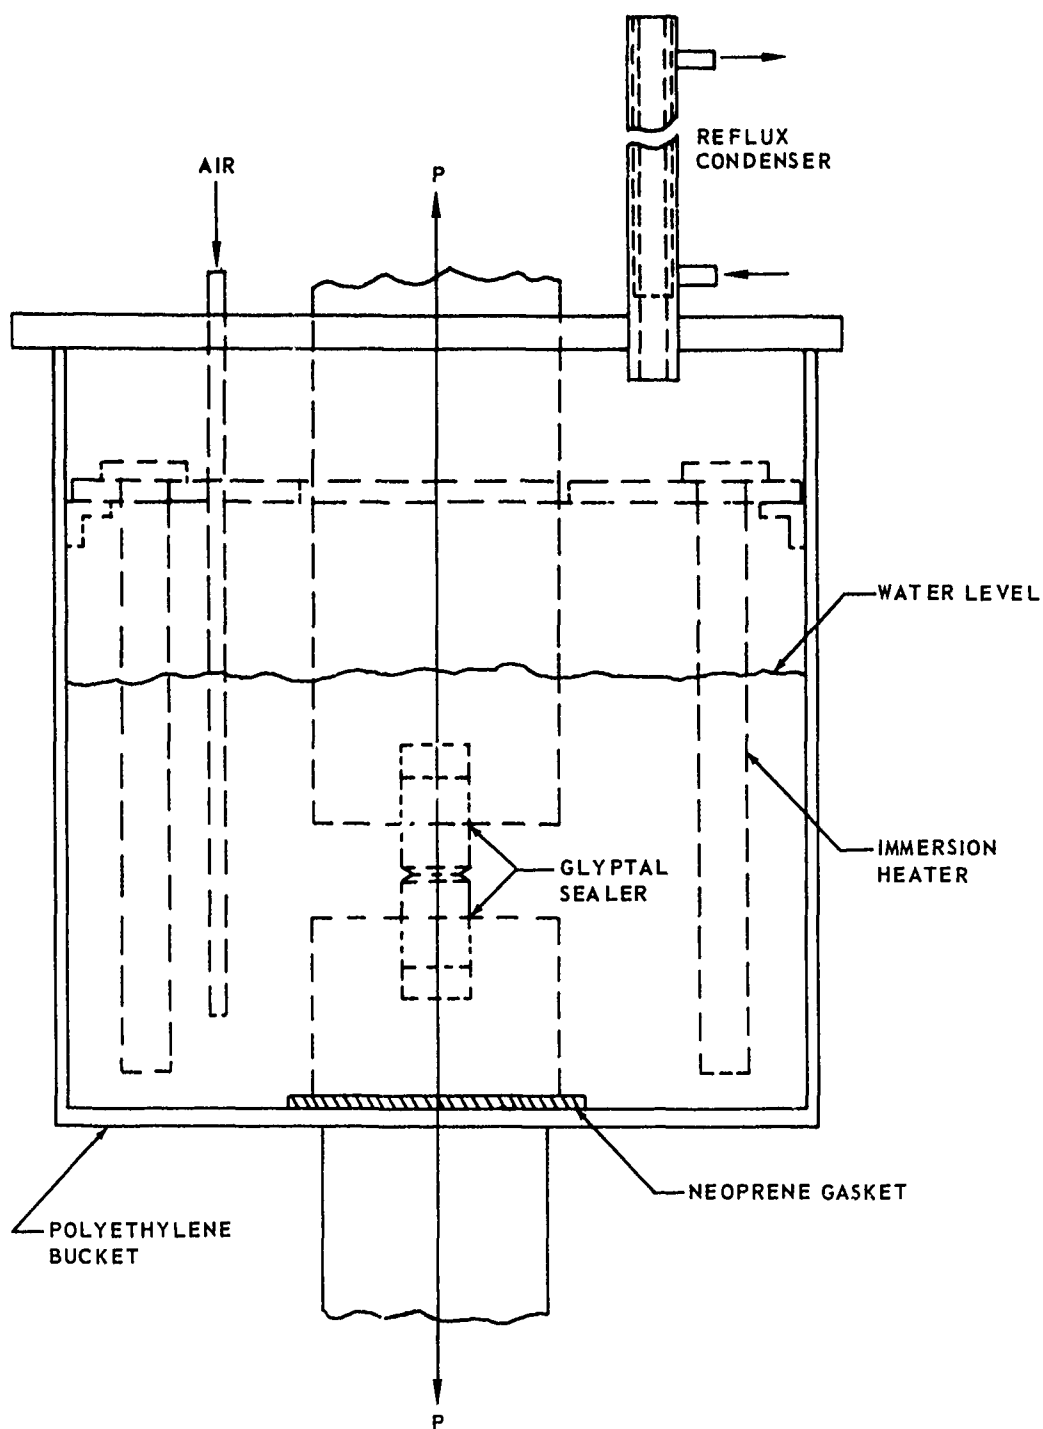 REFLUX
CONDENSER
AIR
P
WATER LEVEL
GLYPTAL
SEALER
IMMERSION
HEATER
NEOPRENE GASKET
POLYETHYLENE
BUCKET
P